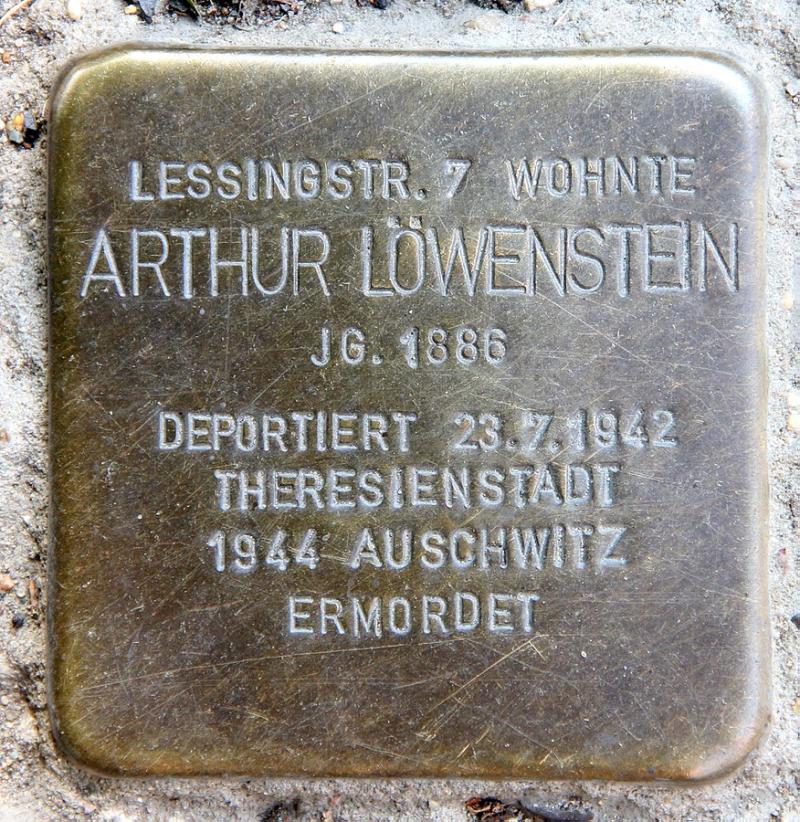 LESSINGSTR. 7 WOHNTE
ARTHUR LÖWENSTEIN
JG. 1886
DEPORTIERT 23.7.1942
THERESIENSTADT
1944 AUSCHWITZ
ERMORDET